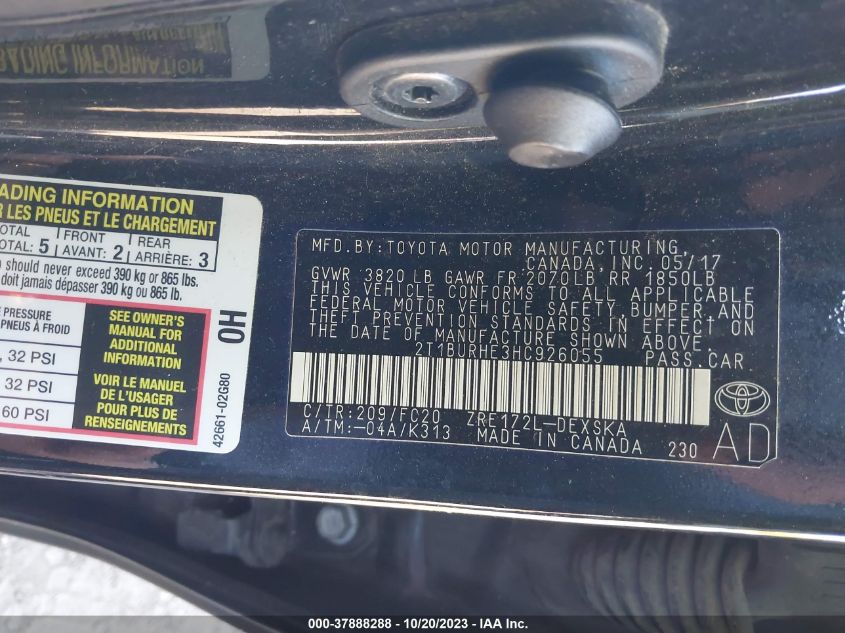 RADING INFORMATION
ADING INFORMATION
R LES PNEUS ET LE CHARGEMENT
TOTAL FRONT REAR
TOTAL: 5 AVANT: 2 ARRIÈRE: 3
should never exceed 390 kg or 865 lbs.
doit jamais dépasser 390 kg ou 865 lb.
PRESSURE
PNEUS À FROID
, 32 PSI
32 PSI
60 PSI
SEE OWNER'S
MANUAL FOR
ADDITIONAL
INFORMATION
VOIR LE MANUEL
DE L'USAGER
POUR PLUS DE
RENSEIGNEMENTS
OH
42661-02G80
MFD. BY: TOYOTA MOTOR MANUFACTURING
CANADA, INC. 05/17
GVWR 3820 LB GAWR FR 2070LB RR 1850LB
THIS VEHICLE CONFORMS TO ALL APPLICABLE
FEDERAL MOTOR VEHICLE SAFETY, BUMPER, AND
THEFT PREVENTION STANDARDS IN EFFECT ON
THE DATE OF MANUFACTURE SHOWN ABOVE.
2T1BURHE3HC926055 PASS. CAR
C/TR: 209/FC20 ZRE172L-DEXSKA
A/TM: -04A/K313 MADE IN CANADA 230
AD
000-37888288 - 10/20/2023 - IAA Inc.